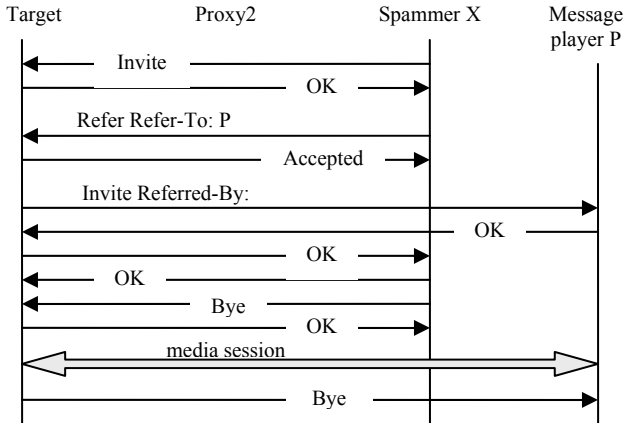 Target Proxy2 Spammer X Message
player P
Invite
OK
Refer Refer-To: P
Accepted
Invite Referred-By:
OK
OK
OK
Bye
OK
media session
Bye